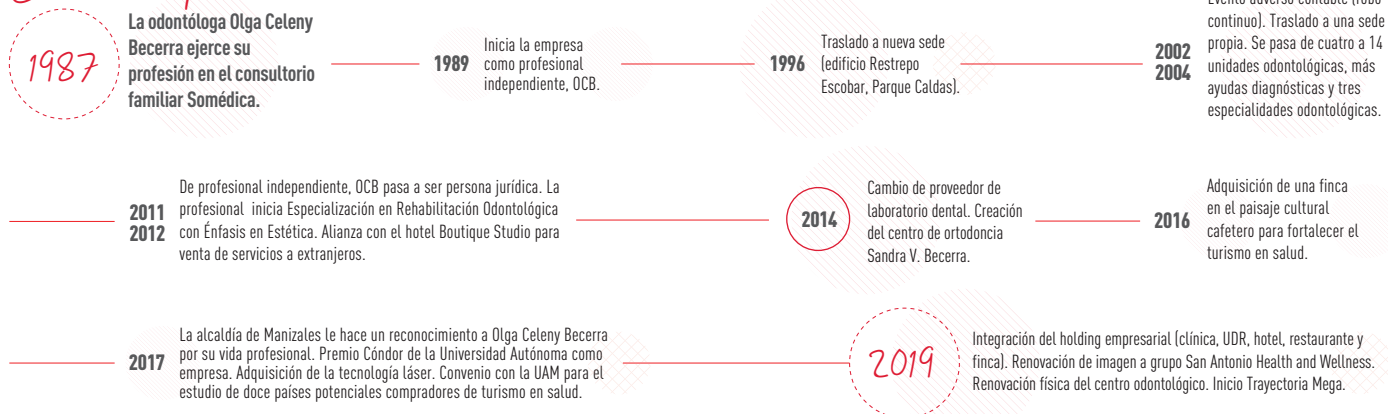 1987
La odontóloga Olga Celeny
Becerra ejerce su
profesión en el consultorio
familiar Somédica.
1989
Inicia la empresa
como profesional
independiente, OCB.
1996
Traslado a nueva sede
(edificio Restrepo
Escobar, Parque Caldas).
2002
2004
continuo). Traslado a una sede
propia. Se pasa de cuatro a 14
unidades odontológicas, más
ayudas diagnósticas y tres
especialidades odontológicas.
2011
2012
De profesional independiente, OCB pasa a ser persona jurídica. La
profesional inicia Especialización en Rehabilitación Odontológica
con Énfasis en Estética. Alianza con el hotel Boutique Studio para
venta de servicios a extranjeros.
2014
Cambio de proveedor de
laboratorio dental. Creación
del centro de ortodoncia
Sandra V. Becerra.
2016
Adquisición de una finca
en el paisaje cultural
cafetero para fortalecer el
turismo en salud.
2017
La alcaldía de Manizales le hace un reconocimiento a Olga Celeny Becerra
por su vida profesional. Premio Cóndor de la Universidad Autónoma como
empresa. Adquisición de la tecnología láser. Convenio con la UAM para el
estudio de doce países potenciales compradores de turismo en salud.
2019
Integración del holding empresarial (clínica, UDR, hotel, restaurante y
finca). Renovación de imagen a grupo San Antonio Health and Wellness.
Renovación física del centro odontológico. Inicio Trayectoria Mega.